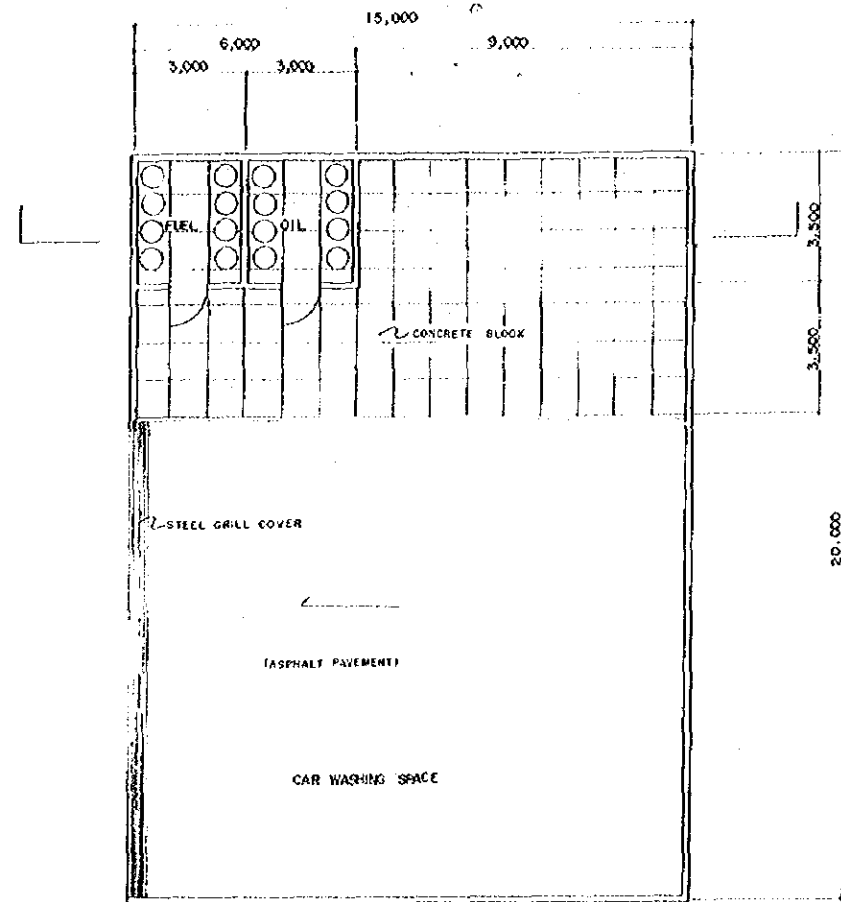 15,000
6,000
9,000
3,000
3,000
FUEL
OIL
3,500
CONCRETE BLOCK
3,500
STEEL GRILL COVER
20,000
(ASPHALT PAVEMENT)
CAR WASHING SPACE